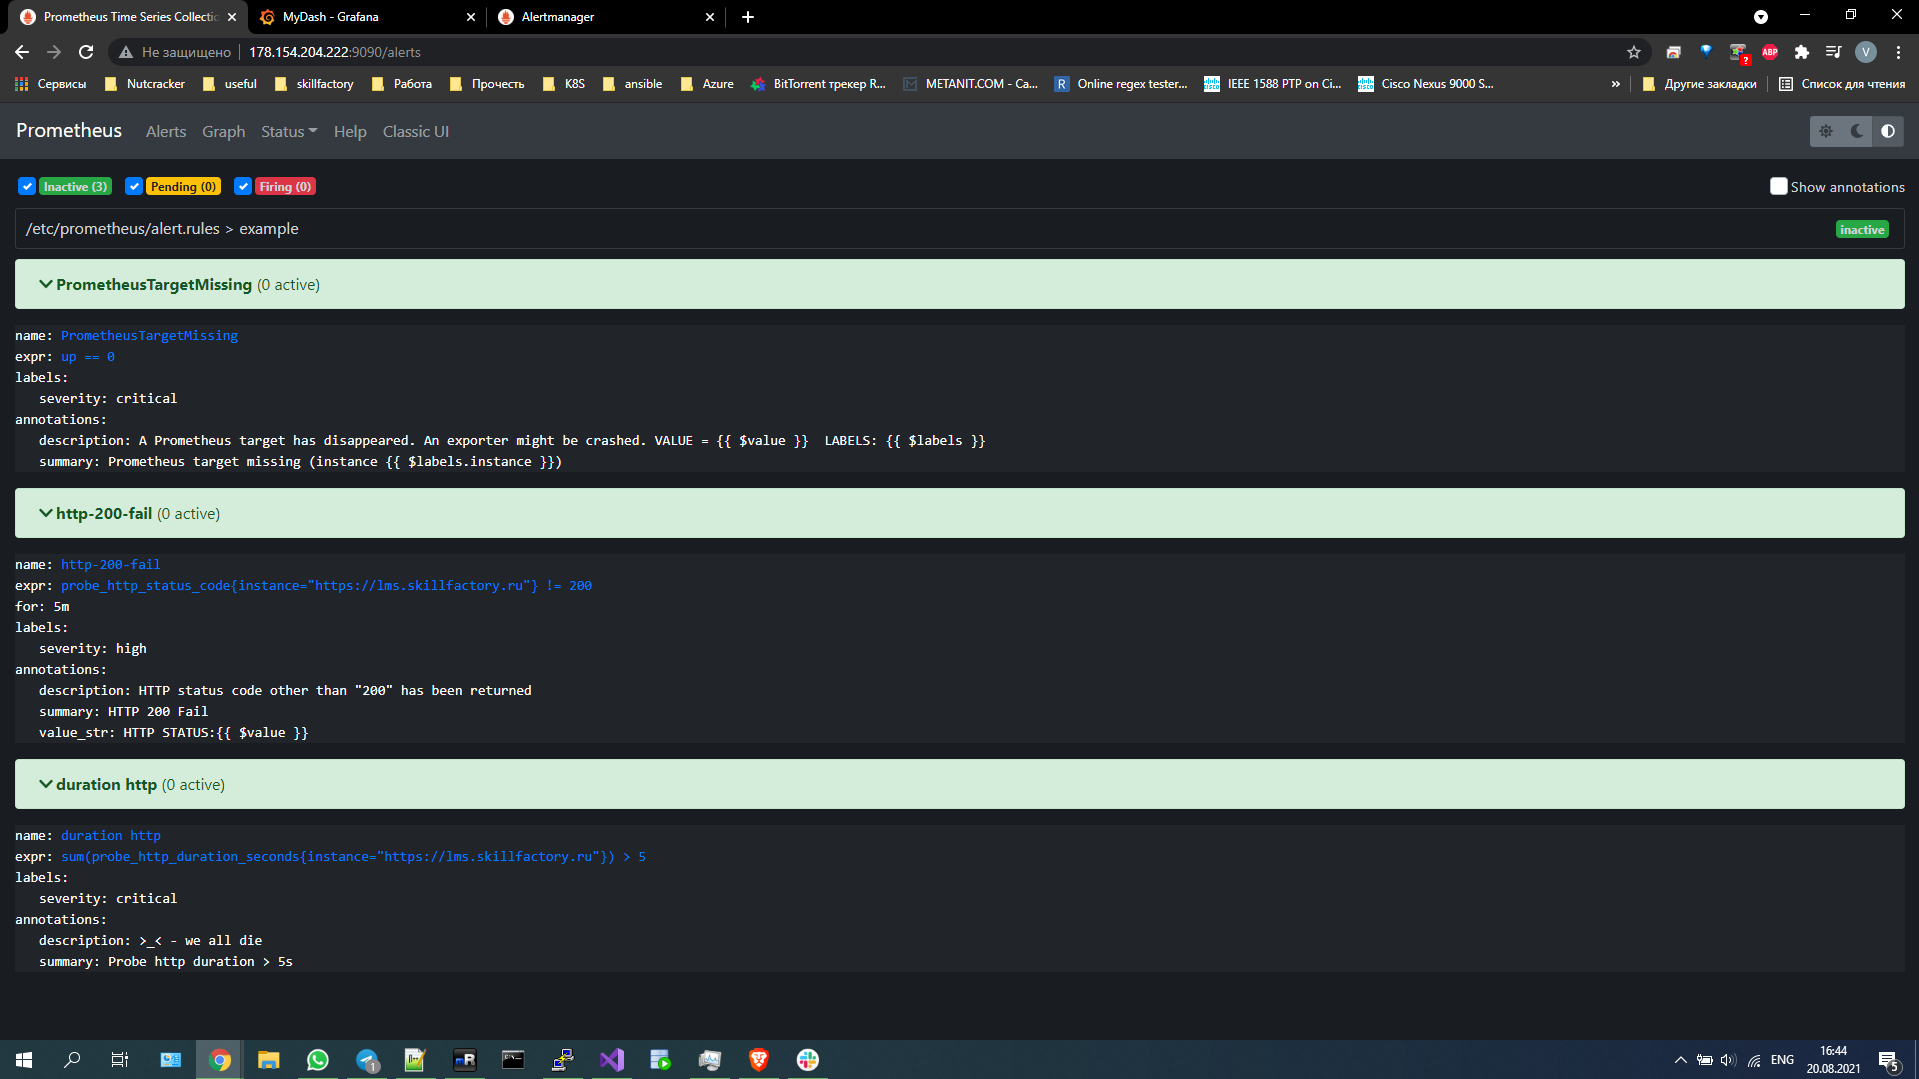 Prometheus Time Series Collectio
MyDash - Grafana
Alertmanager
Не защищено
178.154.204.222:9090/alerts
ABP
V
Сервисы
Nutcracker
useful
skillfactory
Работа
Прочесть
K8S
ansible
Azure
BitTorrent трекер R...
METANIT.COM - Ca...
R
Online regex tester...
IEEE 1588 PTP on Ci...
Cisco Nexus 9000 S...
»
Другие закладки
Список для чтения
Prometheus
Alerts
Graph
Status
Help
Classic UI
Inactive (3)
Pending (0)
Firing (0)
Show annotations
/etc/prometheus/alert.rules > example
inactive
PrometheusTargetMissing (0 active)
name: PrometheusTargetMissing
expr: up == 0
labels:
severity: critical
annotations:
description: A Prometheus target has disappeared. An exporter might be crashed. VALUE = {{ $value }} LABELS: {{ $labels }}
summary: Prometheus target missing (instance {{ $labels.instance }})
http-200-fail (0 active)
name: http-200-fail
expr: probe_http_status_code{instance="https://lms.skillfactory.ru"} != 200
for: 5m
labels:
severity: high
annotations:
description: HTTP status code other than "200" has been returned
summary: HTTP 200 Fail
value_str: HTTP STATUS:{{ $value }}
duration http (0 active)
name: duration http
expr: sum(probe_http_duration_seconds{instance="https://lms.skillfactory.ru"}) > 5
labels:
severity: critical
annotations:
description: >_< - we all die
summary: Probe http duration > 5s
1
ENG
16:44
20.08.2021
5